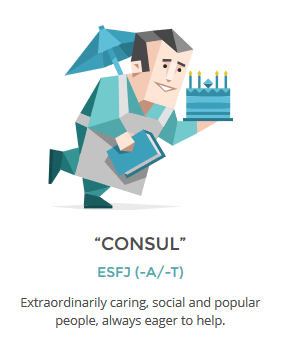 “CONSUL”
ESFJ (-A/-T)
Extraordinarily caring, social and popular
people, always eager to help.